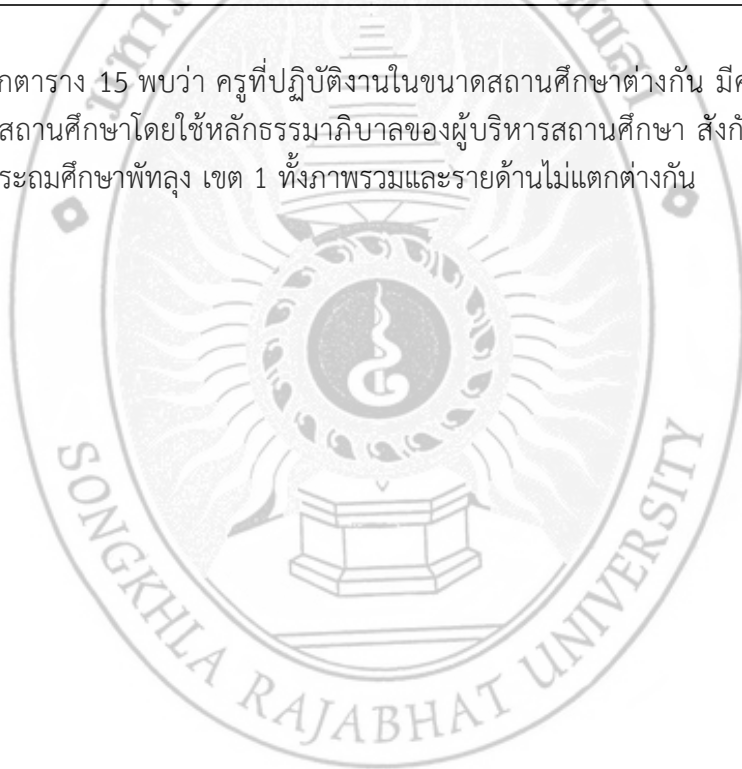 กตาราง 15 พบว่า ครูที่ปฏิบัติงานในขนาดสถานศึกษาต่างกัน มีค
สถานศึกษาโดยใช้หลักธรรมาภิบาลของผู้บริหารสถานศึกษา สังกั
ระถมศึกษาพัทลุง เขต 1 ทั้งภาพรวมและรายด้านไม่แตกต่างกัน
SONGKHLA RAJABHAT UNIVERSITY